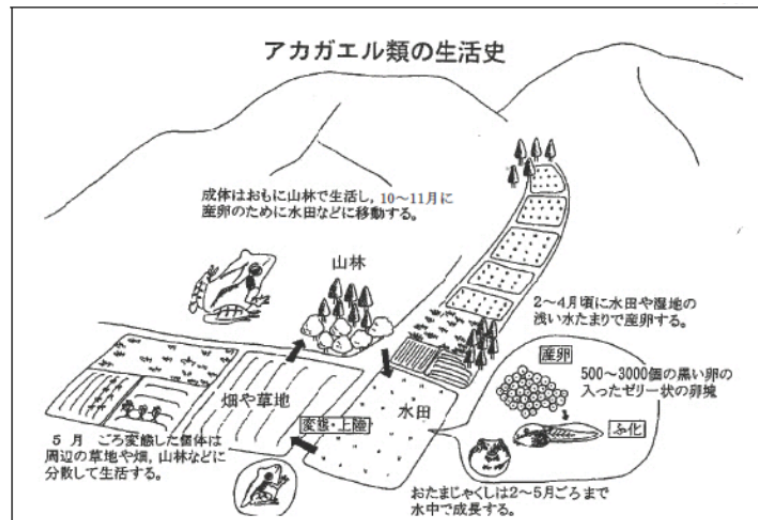 アカガエル類の生活史
成体はおもに山林で生活し, 10～11月に
産卵のために水田などに移動する。
山林
2～4月頃に水田や湿地の
浅い水たまりで産卵する。
産卵
500～3000個の黒い卵の
入ったゼリー状の卵塊
畑や草地
水田
変態・上陸
ふ化
5 月 ごろ変態した個体は
周辺の草地や畑, 山林などに
分散して生活する。
おたまじゃくしは2～5月ごろまで
水中で成長する。